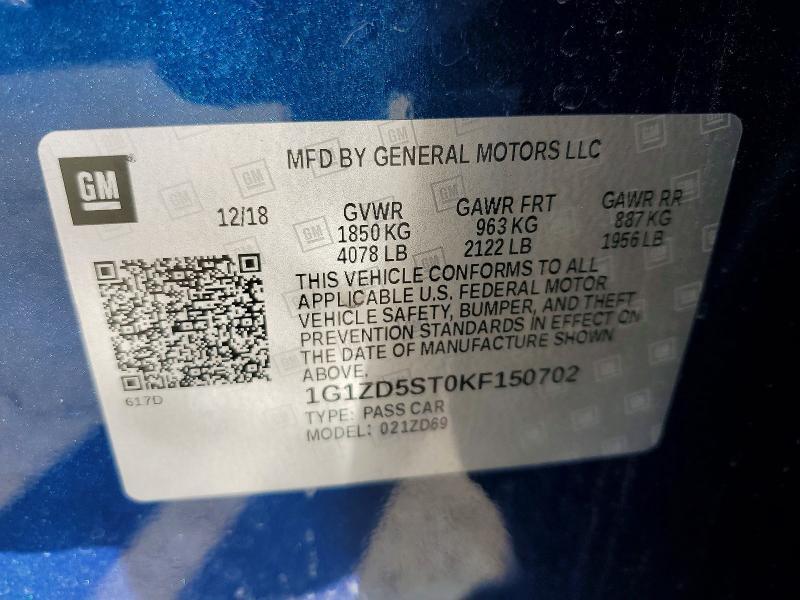 GM
MFD BY GENERAL MOTORS LLC
12/18
GVWR
1850 KG
4078 LB
GAWR FRT
963 KG
2122 LB
GAWR RR
887 KG
1956 LB
THIS VEHICLE CONFORMS TO ALL
APPLICABLE U.S. FEDERAL MOTOR
VEHICLE SAFETY, BUMPER, AND THEFT
PREVENTION STANDARDS IN EFFECT ON
THE DATE OF MANUFACTURE SHOWN
ABOVE.
617D
1G1ZD5ST0KF150702
TYPE: PASS CAR
MODEL: 021ZD69